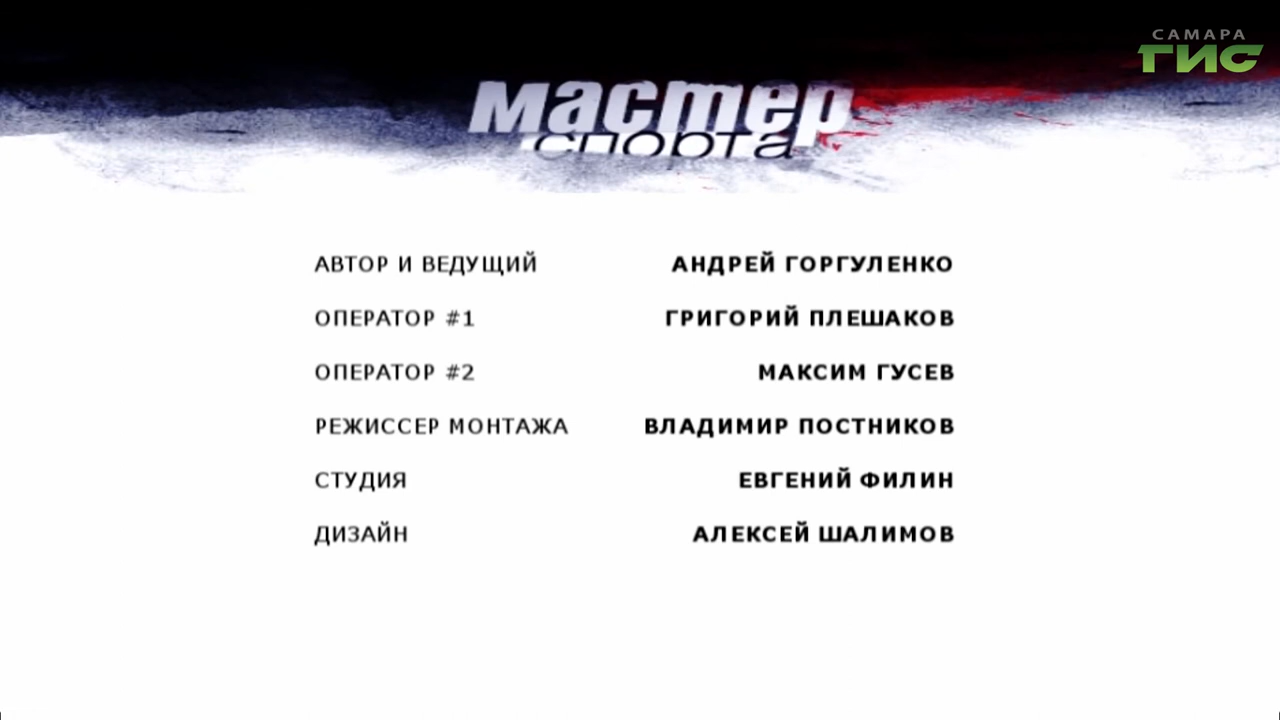 САМАРА
ГИС
мастер
спорта
АВТОР И ВЕДУЩИЙ АНДРЕЙ ГОРГУЛЕНКО
ОПЕРАТОР #1 ГРИГОРИЙ ПЛЕШАКОВ
ОПЕРАТОР #2 МАКСИМ ГУСЕВ
РЕЖИССЕР МОНТАЖА ВЛАДИМИР ПОСТНИКОВ
СТУДИЯ ЕВГЕНИЙ ФИЛИН
ДИЗАЙН АЛЕКСЕЙ ШАЛИМОВ